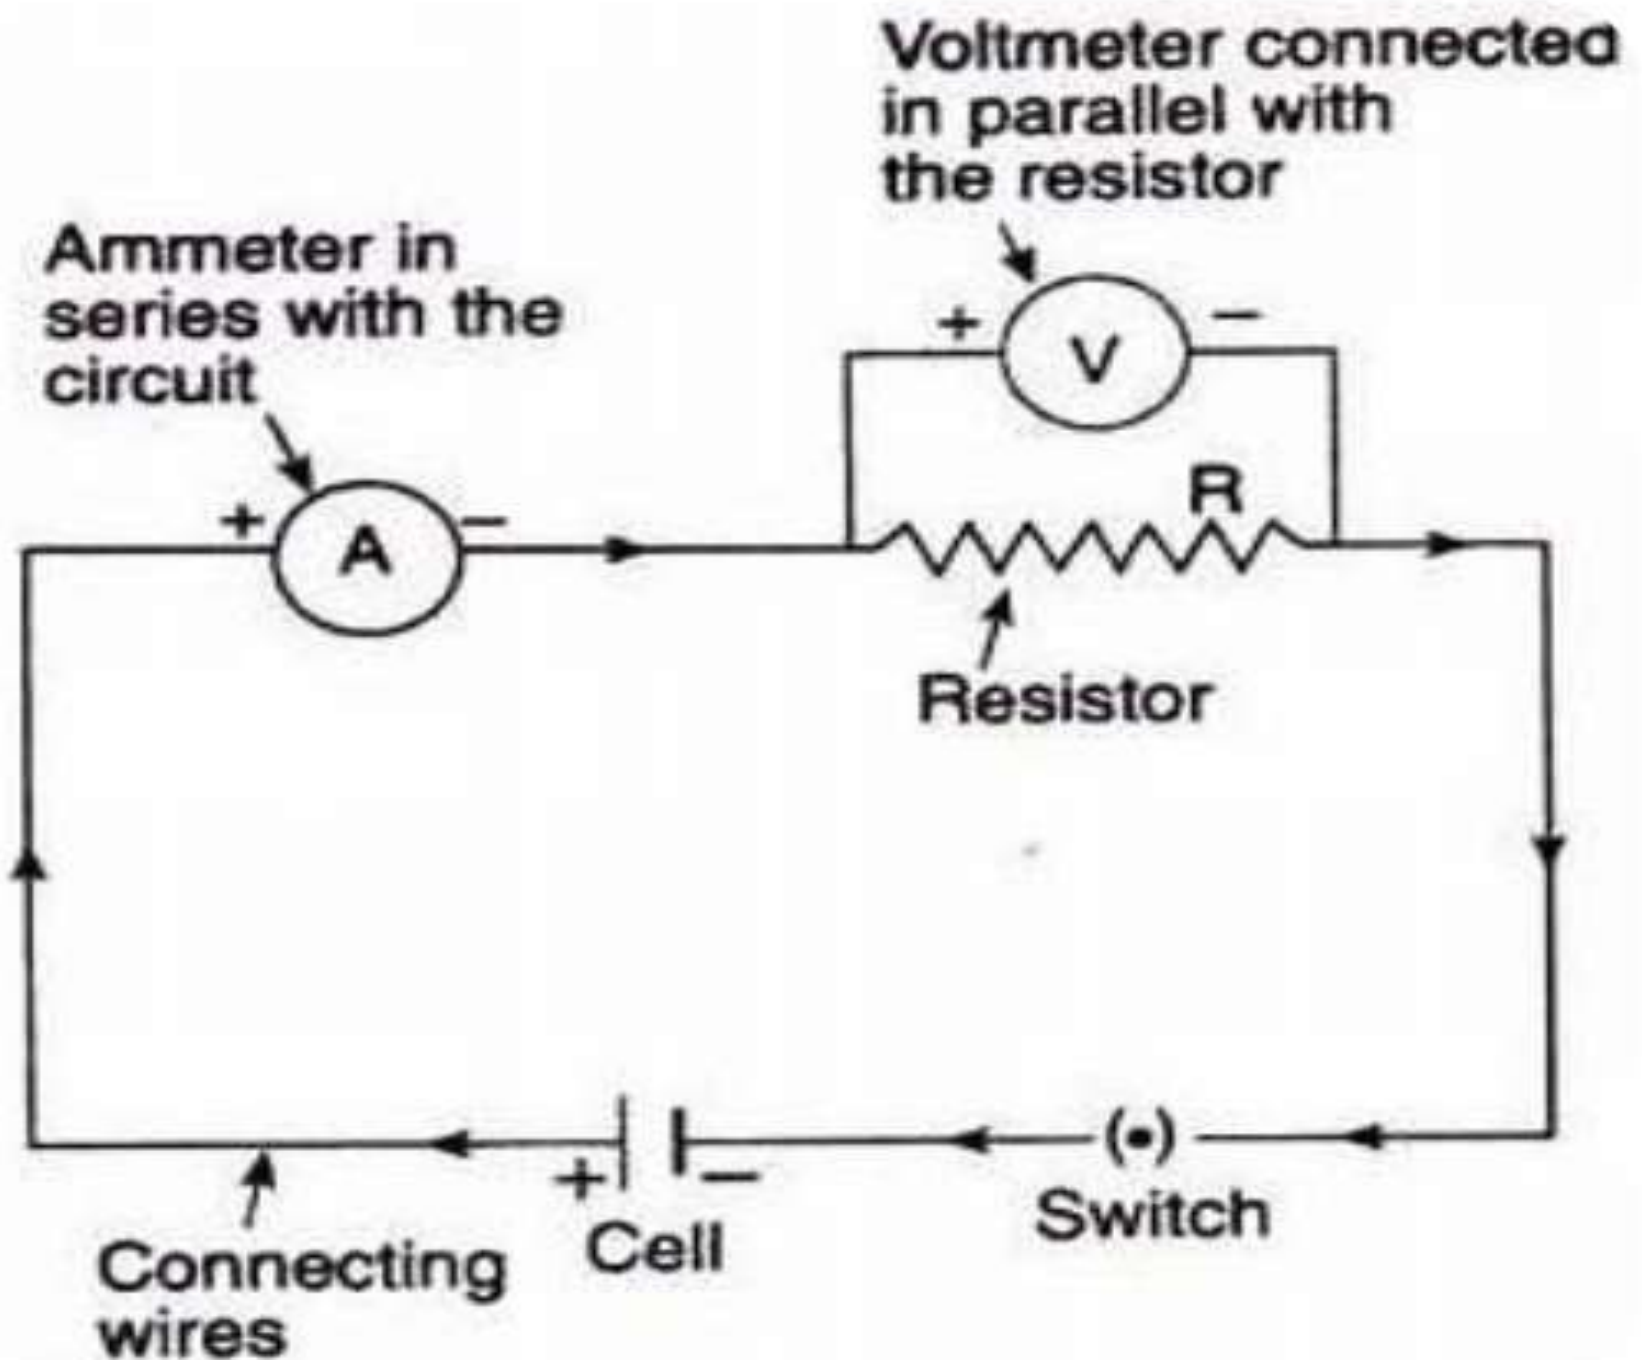 Voltmeter connected
in parallel with
the resistor
Ammeter in
series with the
circuit
+ V −
R
+ A −
Resistor
(•)
+ −
Switch
Cell
Connecting
wires